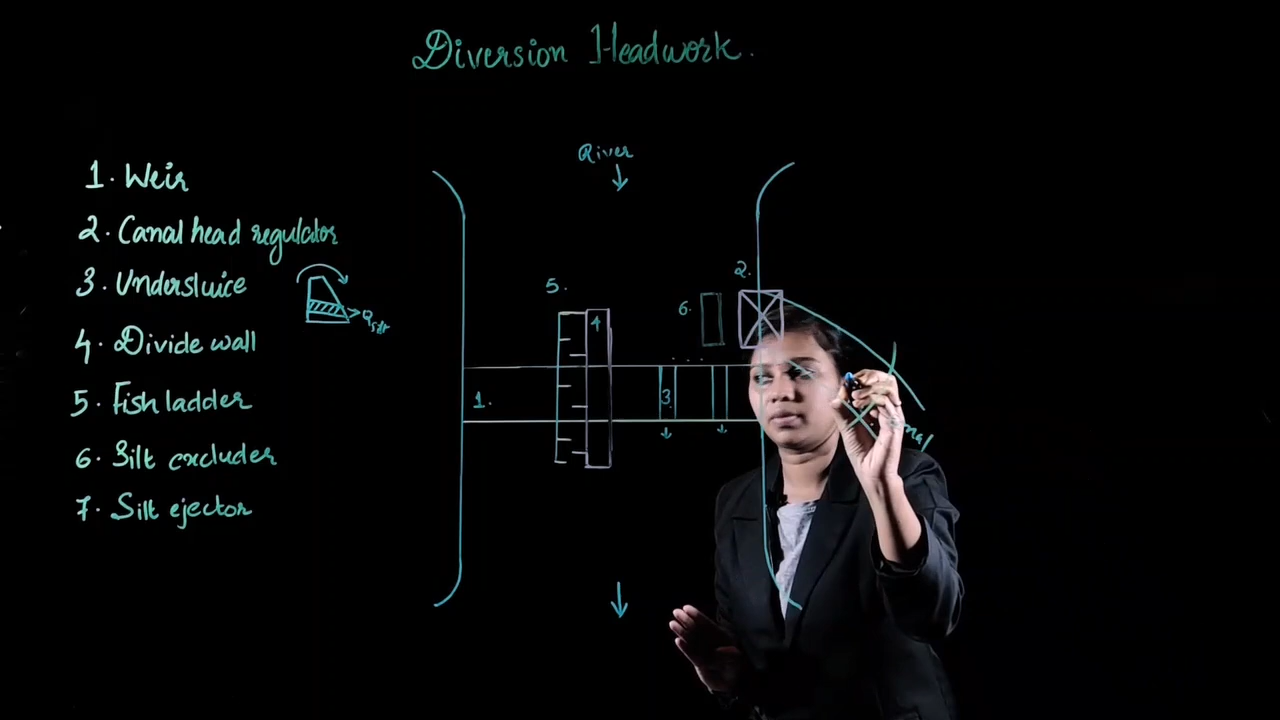 Diversion Headwork.
River
1. Weir
2. Canal head regulator
3. Undersluice
4. Divide wall
5. Fish ladder
6. Silt excluder
7. Silt ejector
Qsilt
2.
5.
6.
4
3.
1.